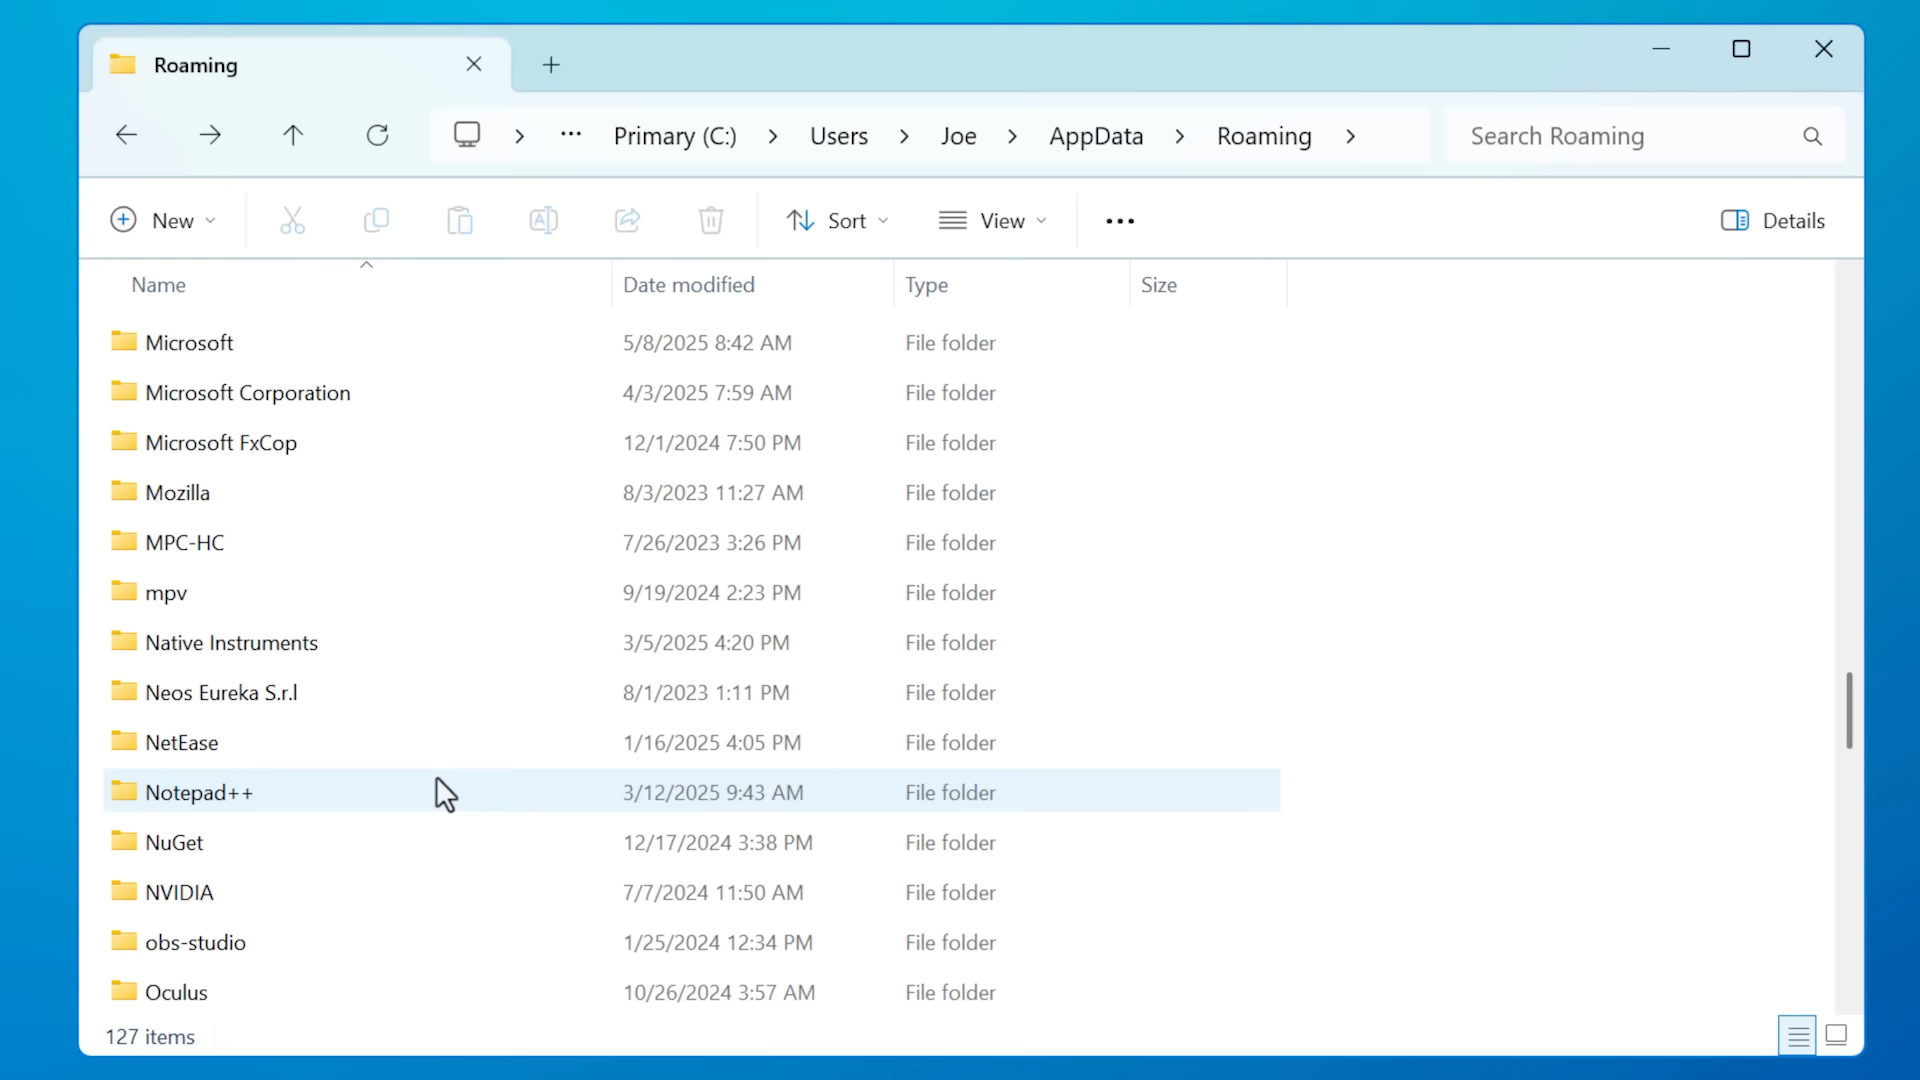 Roaming
Primary (C:) Users Joe AppData Roaming Search Roaming
New Sort View Details
Name Date modified Type Size
Microsoft 5/8/2025 8:42 AM File folder
Microsoft Corporation 4/3/2025 7:59 AM File folder
Microsoft FxCop 12/1/2024 7:50 PM File folder
Mozilla 8/3/2023 11:27 AM File folder
MPC-HC 7/26/2023 3:26 PM File folder
mpv 9/19/2024 2:23 PM File folder
Native Instruments 3/5/2025 4:20 PM File folder
Neos Eureka S.r.l 8/1/2023 1:11 PM File folder
NetEase 1/16/2025 4:05 PM File folder
Notepad++ 3/12/2025 9:43 AM File folder
NuGet 12/17/2024 3:38 PM File folder
NVIDIA 7/7/2024 11:50 AM File folder
obs-studio 1/25/2024 12:34 PM File folder
Oculus 10/26/2024 3:57 AM File folder
127 items